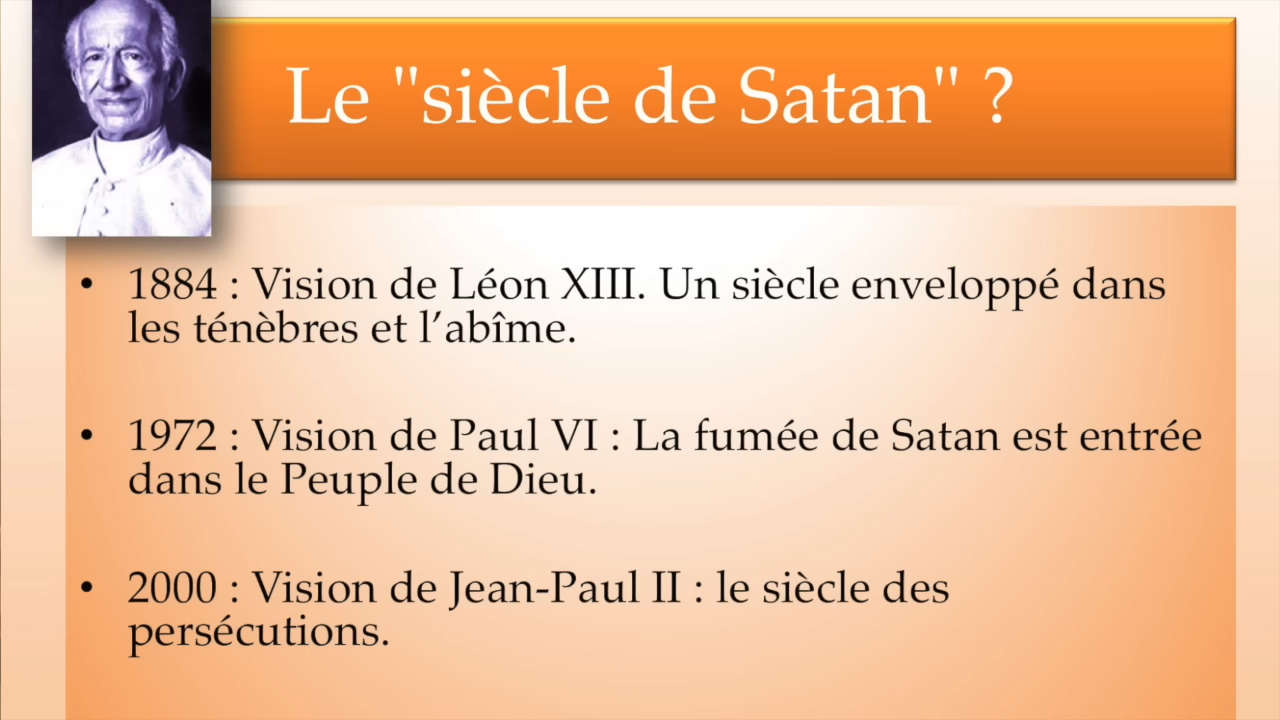 Le "siècle de Satan" ?
• 1884 : Vision de Léon XIII. Un siècle enveloppé dans
les ténèbres et l’abîme.
• 1972 : Vision de Paul VI : La fumée de Satan est entrée
dans le Peuple de Dieu.
• 2000 : Vision de Jean-Paul II : le siècle des
persécutions.